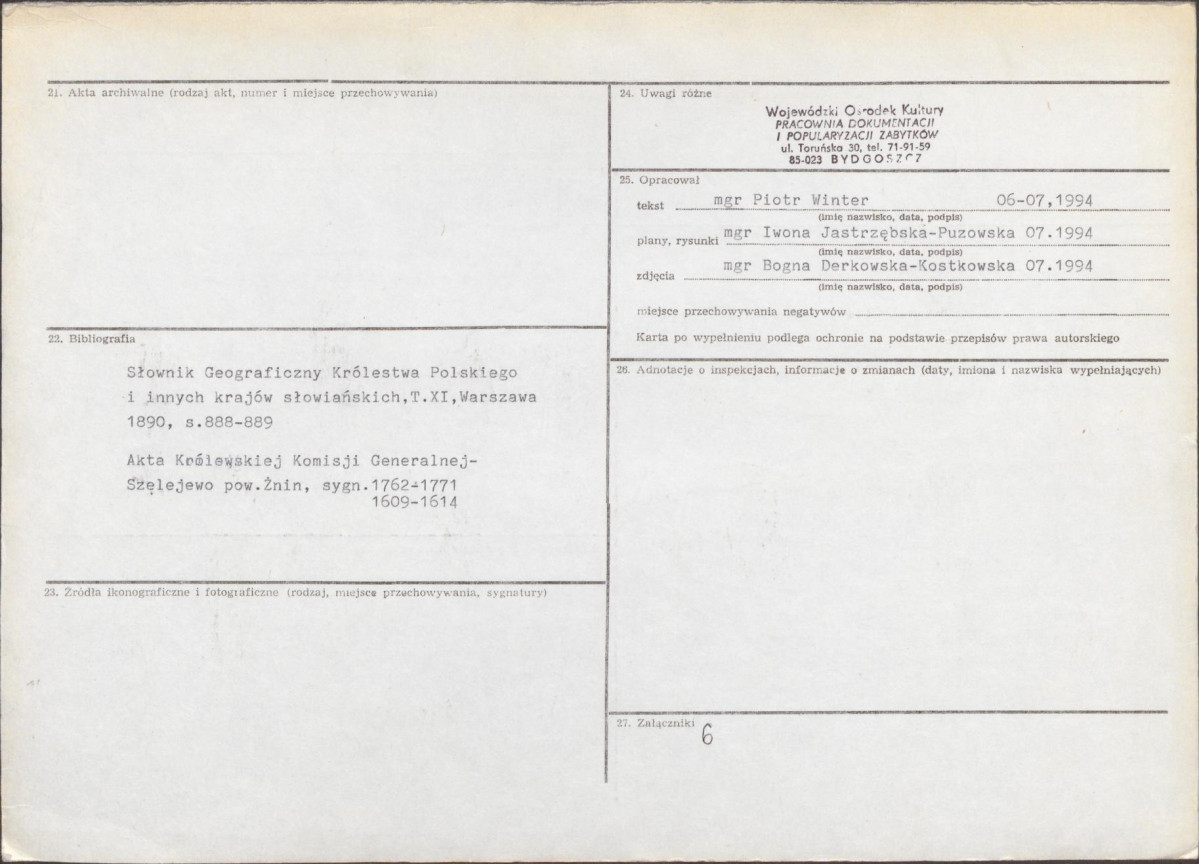 21. Akta archiwalne (rodzaj akt, numer i miejsce przechowywania)
22. Bibliografia
Słownik Geograficzny Królestwa Polskiego
i innych krajów słowiańskich,T.XI,Warszawa
1890, s.888-889
Akta Królewskiej Komisji Generalnej-
Szelejewo pow.Żnin, sygn.1762-1771
1609-1614
23. Źródła ikonograficzne i fotograficzne (rodzaj, miejsce przechowywania, sygnatury)
24. Uwagi różne
Wojewódzki Ośrodek Kultury
PRACOWNIA DOKUMENTACJI
I POPULARYZACJI ZABYTKÓW
ul. Toruńska 30, tel. 71-91-59
85-023 BYDGOSZCZ
25. Opracował
tekst mgr Piotr Winter 06-07,1994
(imię nazwisko, data, podpis)
plany, rysunki mgr Iwona Jastrzębska-Puzowska 07.1994
(imię nazwisko, data, podpis)
zdjęcia mgr Bogna Derkowska-Kostkowska 07.1994
(imię nazwisko, data, podpis)
miejsce przechowywania negatywów
Karta po wypełnieniu podlega ochronie na podstawie przepisów prawa autorskiego
26. Adnotacje o inspekcjach, informacje o zmianach (daty, imiona i nazwiska wypełniających)
27. Załączniki 6